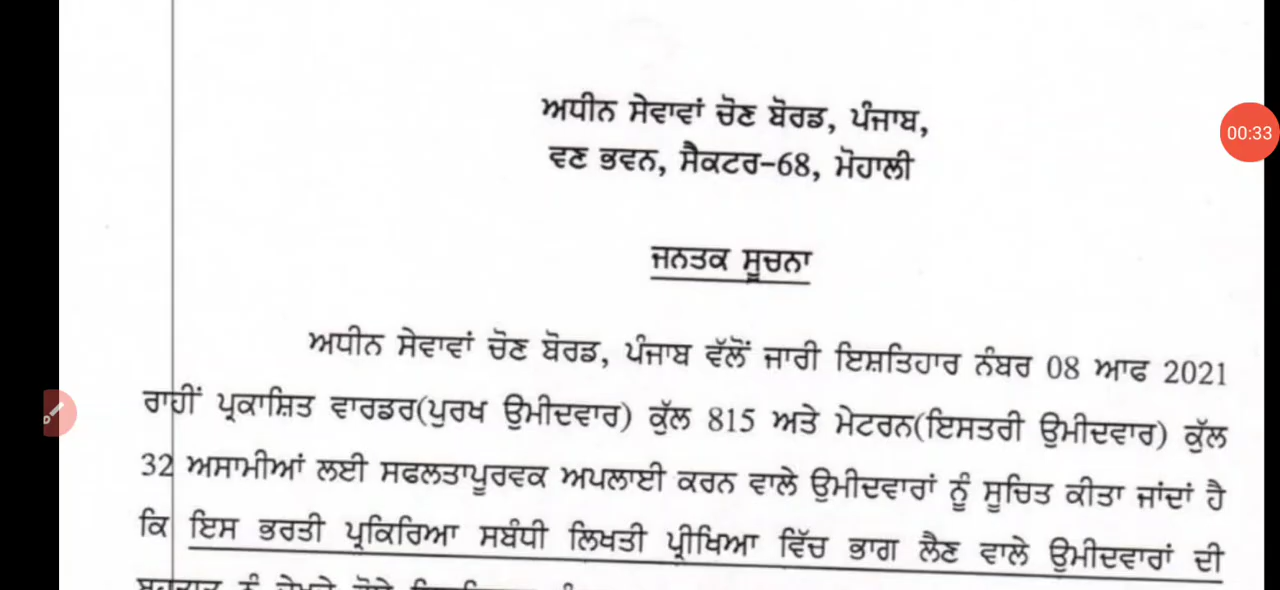 ਅਧੀਨ ਸੇਵਾਵਾਂ ਚੋਣ ਬੋਰਡ, ਪੰਜਾਬ,
ਵਣ ਭਵਨ, ਸੈਕਟਰ-68, ਮੋਹਾਲੀ
00:33
ਜਨਤਕ ਸੂਚਨਾ
ਅਧੀਨ ਸੇਵਾਵਾਂ ਚੋਣ ਬੋਰਡ, ਪੰਜਾਬ ਵੱਲੋਂ ਜਾਰੀ ਇਸ਼ਤਿਹਾਰ ਨੰਬਰ 08 ਆਫ 2021
ਰਾਹੀਂ ਪ੍ਰਕਾਸ਼ਿਤ ਵਾਰਡਰ(ਪੁਰਖ ਉਮੀਦਵਾਰ) ਕੁੱਲ 815 ਅਤੇ ਮੇਟਰਨ(ਇਸਤਰੀ ਉਮੀਦਵਾਰ) ਕੁੱਲ
32 ਅਸਾਮੀਆਂ ਲਈ ਸਫਲਤਾਪੂਰਵਕ ਅਪਲਾਈ ਕਰਨ ਵਾਲੇ ਉਮੀਦਵਾਰਾਂ ਨੂੰ ਸੂਚਿਤ ਕੀਤਾ ਜਾਂਦਾਂ ਹੈ
ਕਿ ਇਸ ਭਰਤੀ ਪ੍ਰਕਿਰਿਆ ਸਬੰਧੀ ਲਿਖਤੀ ਪ੍ਰੀਖਿਆ ਵਿੱਚ ਭਾਗ ਲੈਣ ਵਾਲੇ ਉਮੀਦਵਾਰਾਂ ਦੀ